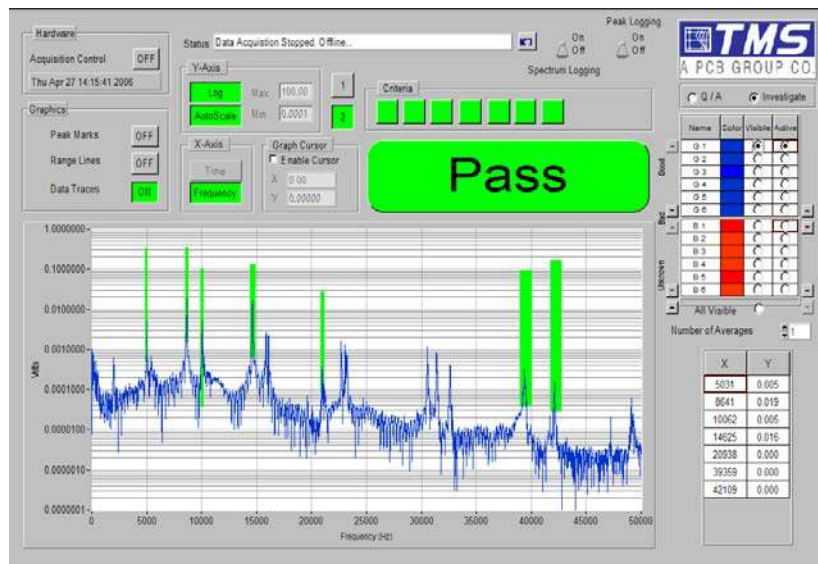 Hardware
Acquisition Control OFF
Thu Apr 27 14:15:41 2006
Graphics
Peak Marks OFF
Range Lines OFF
Data Traces ON
Status Data Acquistion Stopped. Offline...
Y-Axis
Log Max 100.00
AutoScale Min 0.0001
1
2
X-Axis
Time
Frequency
Graph Cursor
Enable Cursor
X 0.00
Y 0.00000
Peak Logging
On On
Off Off
Spectrum Logging
Criteria
Pass
TMS
A PCB GROUP CO.
Q / A Investigate
Name Color Visible Active
Good
G 1
G 2
G 3
G 4
G 5
G 6
Bad
B 1
B 2
B 3
B 4
B 5
B 6
Unknown
All Visible
Number of Averages 1
X Y
5031 0.005
8641 0.019
10062 0.005
14625 0.016
20938 0.000
39359 0.000
42109 0.000
Volts
1.0000000
0.1000000
0.0100000
0.0010000
0.0001000
0.0000100
0.0000010
0.0000001
0 5000 10000 15000 20000 25000 30000 35000 40000 45000 50000
Frequency (Hz)